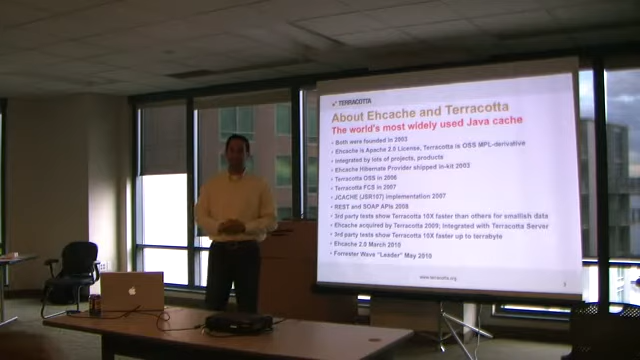 TERRACOTTA
About Ehcache and Terracotta
The world's most widely used Java cache
Both were founded in 2003
Ehcache is Apache 2.0 License, Terracotta is OSS MPL-derivative
Integrated by lots of projects, products
Ehcache Hibernate Provider shipped in-kit 2003
Terracotta OSS in 2006
Terracotta FCS in 2007
JCACHE (JSR107) implementation 2007
REST and SOAP APIs 2008
3rd party tests show Terracotta 10X faster than others for smallish data
Ehcache acquired by Terracotta 2009; Integrated with Terracotta Server
3rd party tests show Terracotta 10X faster up to terrabyte
Ehcache 2.0 March 2010
Forrester Wave "Leader" May 2010
www.terracotta.org